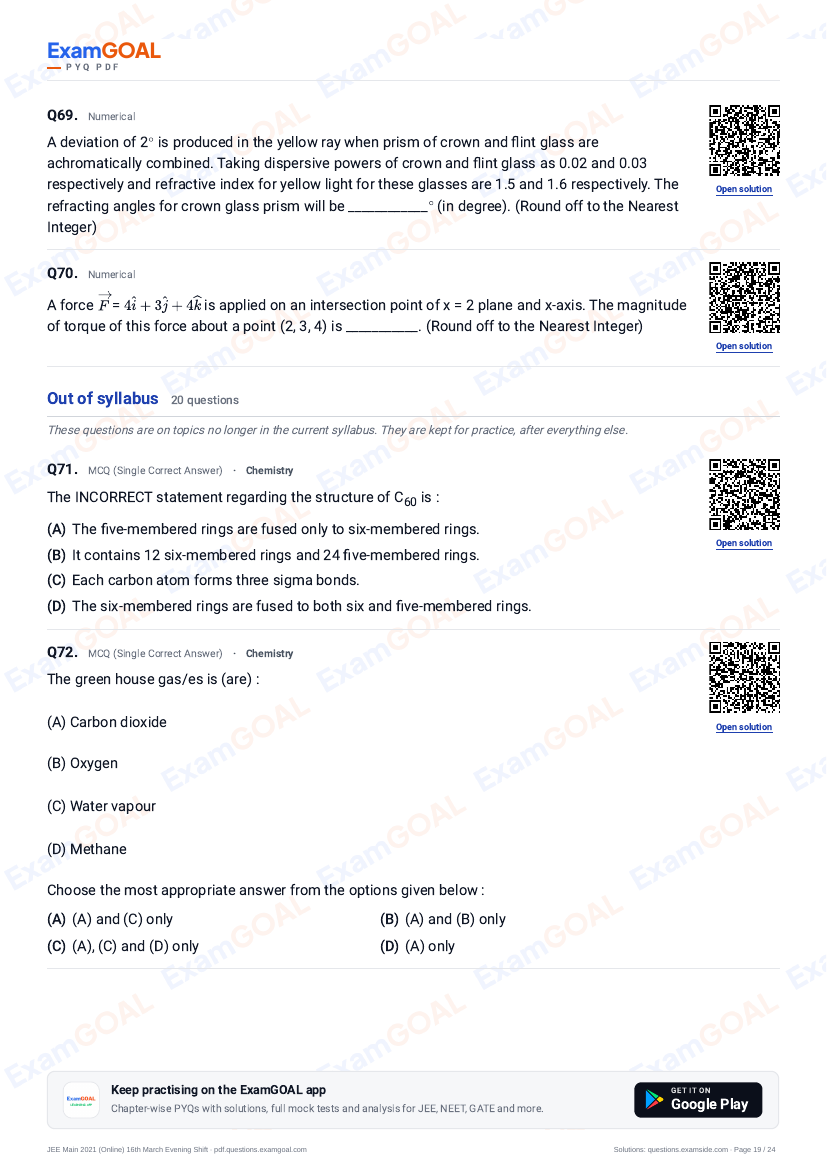 ExamGOAL
PYQ PDF
Q69. Numerical
A deviation of 2° is produced in the yellow ray when prism of crown and flint glass are
achromatically combined. Taking dispersive powers of crown and flint glass as 0.02 and 0.03
respectively and refractive index for yellow light for these glasses are 1.5 and 1.6 respectively. The
refracting angles for crown glass prism will be ___________° (in degree). (Round off to the Nearest
Integer)
Open solution
Q70. Numerical
A force $\overrightarrow{F}$ = $4\hat{i} + 3\hat{j} + 4\widehat{k}$ is applied on an intersection point of x = 2 plane and x-axis. The magnitude
of torque of this force about a point (2, 3, 4) is __________. (Round off to the Nearest Integer)
Open solution
Out of syllabus 20 questions
These questions are on topics no longer in the current syllabus. They are kept for practice, after everything else.
Q71. MCQ (Single Correct Answer) · Chemistry
The INCORRECT statement regarding the structure of C₆₀ is :
(A) The five-membered rings are fused only to six-membered rings.
(B) It contains 12 six-membered rings and 24 five-membered rings.
(C) Each carbon atom forms three sigma bonds.
(D) The six-membered rings are fused to both six and five-membered rings.
Open solution
Q72. MCQ (Single Correct Answer) · Chemistry
The green house gas/es is (are) :
(A) Carbon dioxide
(B) Oxygen
(C) Water vapour
(D) Methane
Choose the most appropriate answer from the options given below :
(A) (A) and (C) only
(B) (A) and (B) only
(C) (A), (C) and (D) only
(D) (A) only
Open solution
ExamGOAL
Keep practising on the ExamGOAL app
Chapter-wise PYQs with solutions, full mock tests and analysis for JEE, NEET, GATE and more.
GET IT ON
Google Play
JEE Main 2021 (Online) 16th March Evening Shift · pdf.questions.examgoal.com
Solutions: questions.examside.com · Page 19 / 24